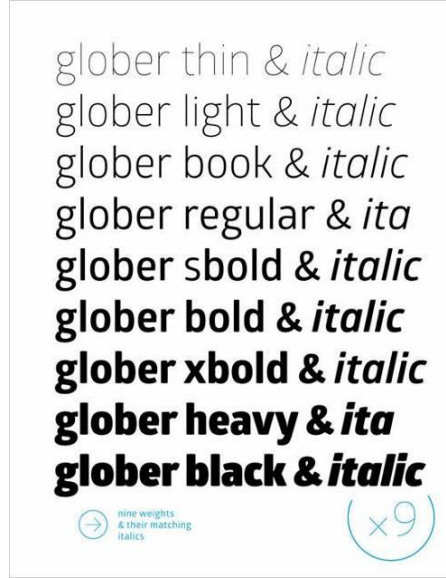 glober thin & italic
glober light & italic
glober book & italic
glober regular & ita
glober sbold & italic
glober bold & italic
glober xbold & italic
glober heavy & ita
glober black & italic
nine weights
& their matching
italics
x9